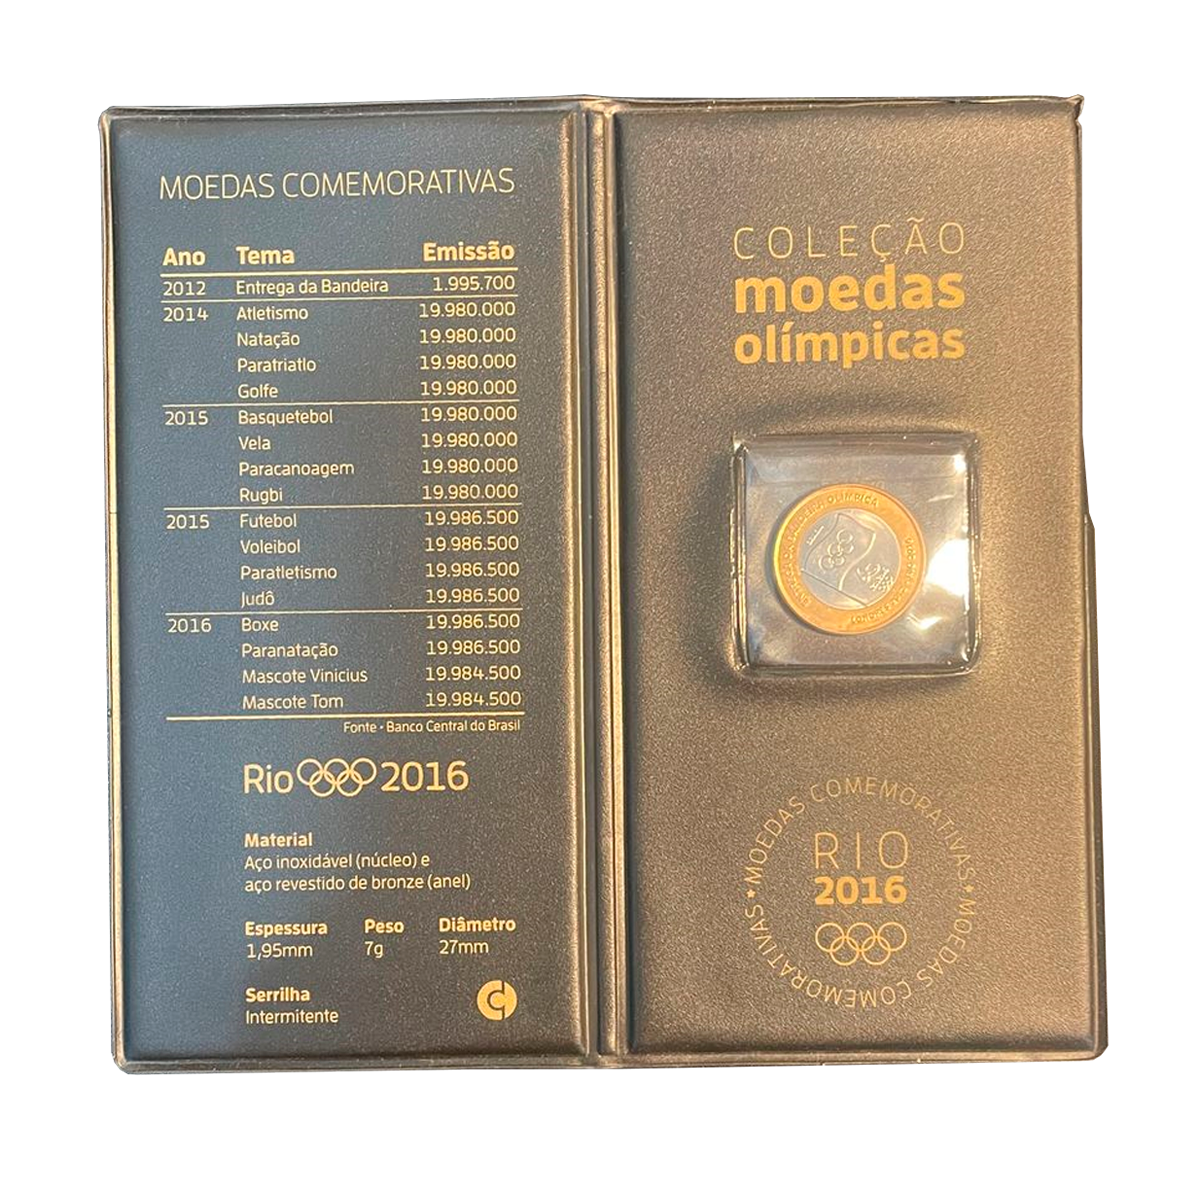 MOEDAS COMEMORATIVAS
Ano Tema Emissão
2012 Entrega da Bandeira 1.995.700
2014 Atletismo 19.980.000
Natação 19.980.000
Paratriatlo 19.980.000
Golfe 19.980.000
2015 Basquetebol 19.980.000
Vela 19.980.000
Paracanoagem 19.980.000
Rugbi 19.980.000
2015 Futebol 19.986.500
Voleibol 19.986.500
Paratletismo 19.986.500
Judô 19.986.500
2016 Boxe 19.986.500
Paranatação 19.986.500
Mascote Vinicius 19.984.500
Mascote Tom 19.984.500
Fonte • Banco Central do Brasil
Rio 2016
Material
Aço inoxidável (núcleo) e
aço revestido de bronze (anel)
Espessura Peso Diâmetro
1,95mm 7g 27mm
Serrilha
Intermitente
COLEÇÃO
moedas
olímpicas
ENTREGA DA BANDEIRA OLÍMPICA
MOEDAS COMEMORATIVAS
RIO
2016
MOEDAS COMEMORATIVAS